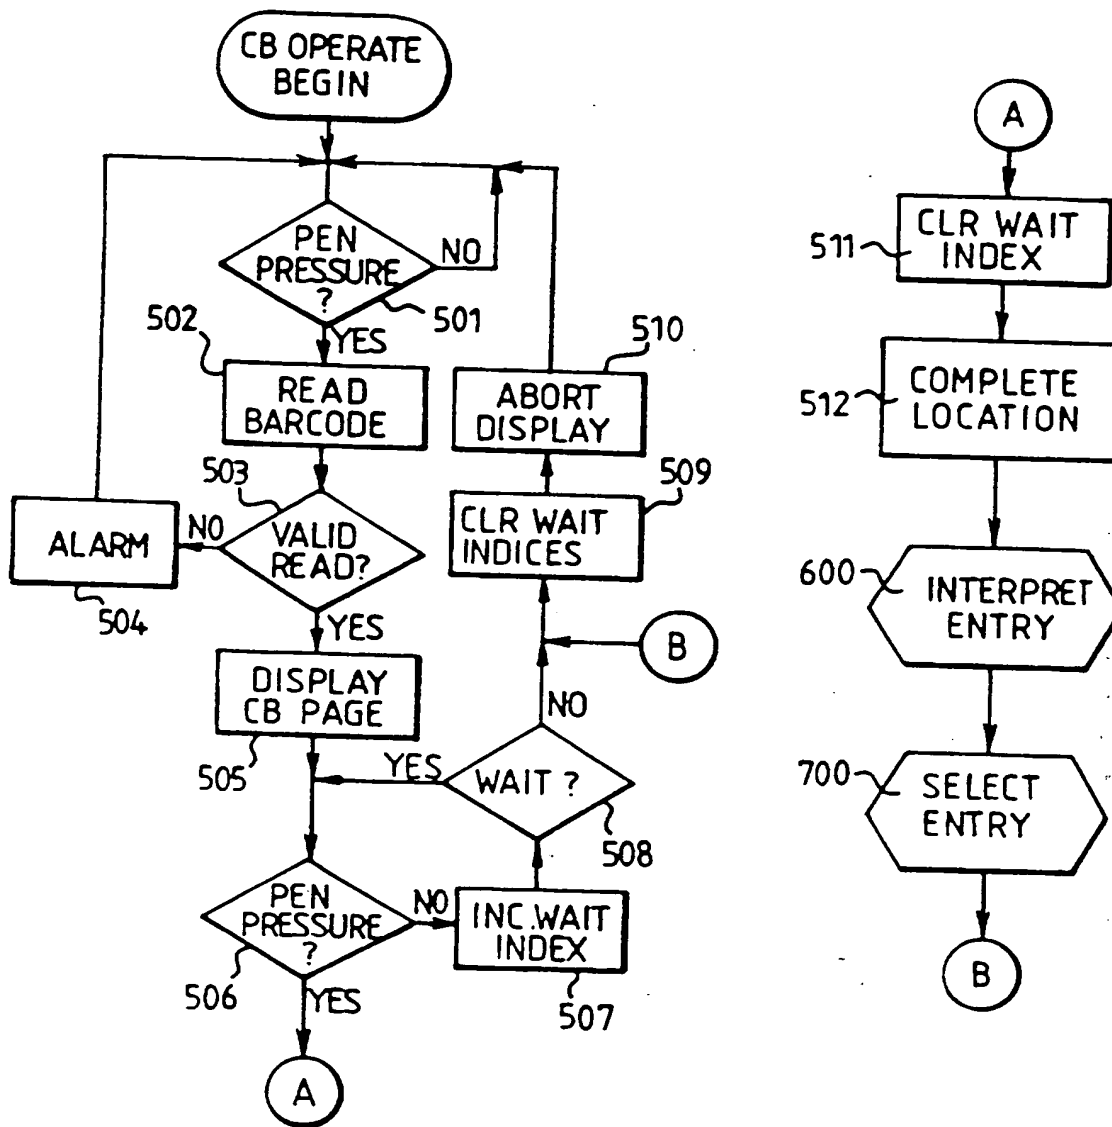 CB OPERATE
BEGIN
PEN
PRESSURE
?
NO
501
YES
502
READ
BARCODE
503
VALID
READ?
NO
ALARM
504
YES
DISPLAY
CB PAGE
505
PEN
PRESSURE
?
506
NO
YES
A
INC.WAIT
INDEX
507
WAIT ?
508
YES
NO
B
CLR WAIT
INDICES
509
ABORT
DISPLAY
510
A
511
CLR WAIT
INDEX
512
COMPLETE
LOCATION
600
INTERPRET
ENTRY
700
SELECT
ENTRY
B